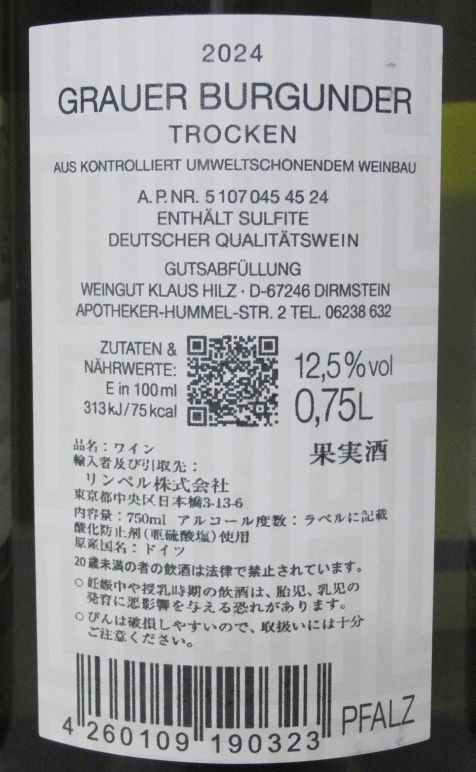 2024
GRAUER BURGUNDER
TROCKEN
AUS KONTROLLIERT UMWELTSCHONENDEM WEINBAU
A.P.NR. 5 107 045 45 24
ENTHÄLT SULFITE
DEUTSCHER QUALITÄTSWEIN
GUTSABFÜLLUNG
WEINGUT KLAUS HILZ · D-67246 DIRMSTEIN
APOTHEKER-HUMMEL-STR. 2 TEL. 06238 632
ZUTATEN &
NÄHRWERTE:
E in 100 ml
313 kJ / 75 kcal
12,5 % vol
0,75L
果実酒
品名：ワイン
輸入者及び引取先：
リンベル株式会社
東京都中央区日本橋3-13-6
内容量：750ml アルコール度数：ラベルに記載
酸化防止剤(亜硫酸塩)使用
原産国名：ドイツ
20歳未満の者の飲酒は法律で禁止されています。
○妊娠中や授乳時期の飲酒は、胎児、乳児の
発育に悪影響を与える恐れがあります。
○びんは破損しやすいので、取扱いには十分
ご注意ください。
4 260109 190323
PFALZ